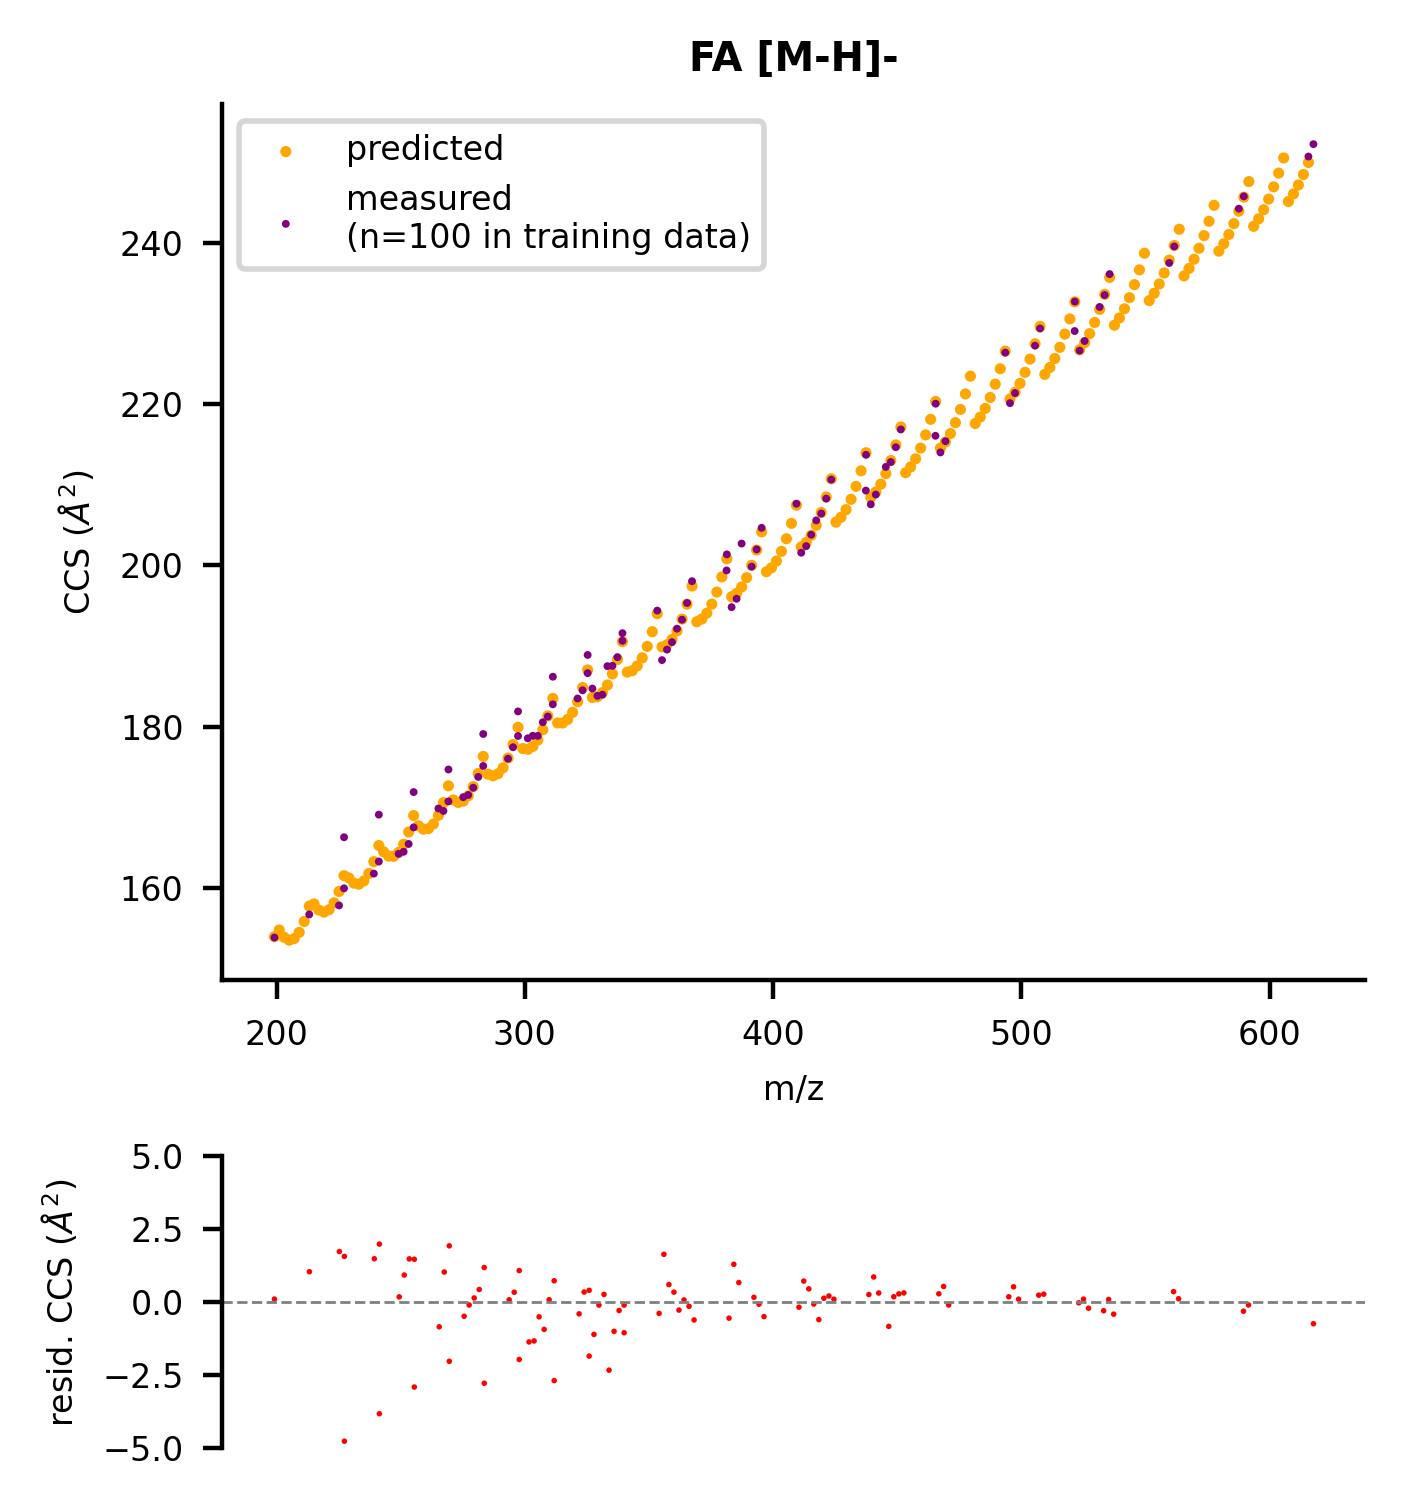 FA [M-H]-
predicted
measured
(n=100 in training data)
CCS (Å²)
240
220
200
180
160
200 300 400 500 600
m/z
resid. CCS (Å²)
5.0
2.5
0.0
−2.5
−5.0